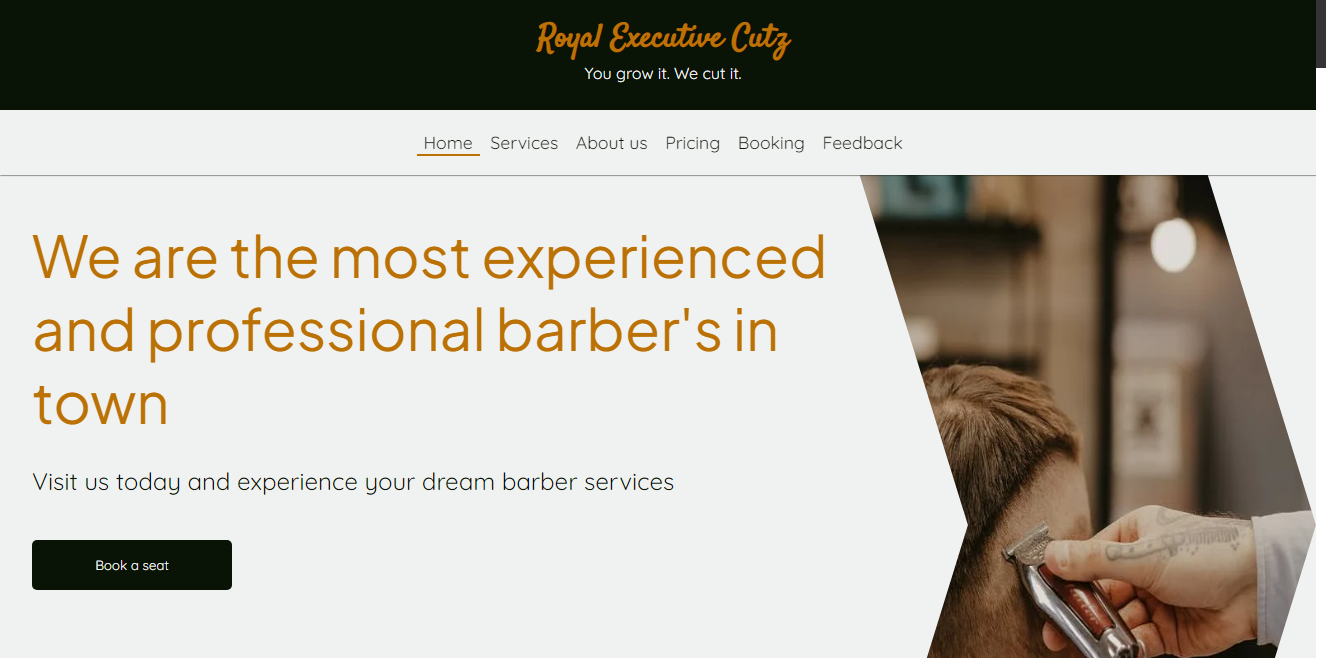 Royal Executive Cutz
You grow it. We cut it.
Home Services About us Pricing Booking Feedback
We are the most experienced
and professional barber's in
town
Visit us today and experience your dream barber services
Book a seat